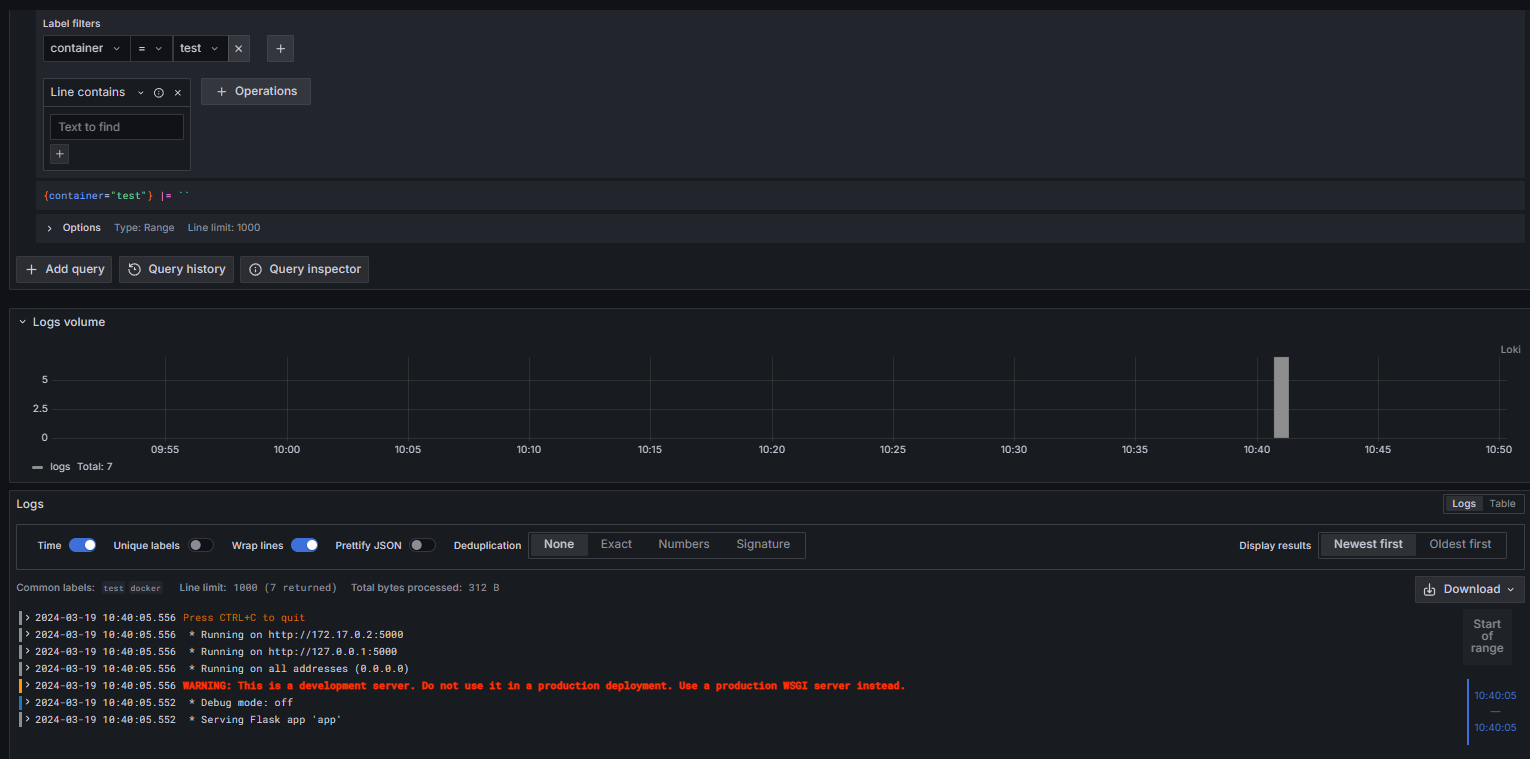 Label filters
container = test
Line contains
Operations
Text to find
{container="test"} |= ``
Options Type: Range Line limit: 1000
Add query Query history Query inspector
Logs volume
Loki
5
2.5
0
09:55 10:00 10:05 10:10 10:15 10:20 10:25 10:30 10:35 10:40 10:45 10:50
logs Total: 7
Logs
Logs Table
Time Unique labels Wrap lines Prettify JSON Deduplication None Exact Numbers Signature Display results Newest first Oldest first
Common labels: test docker Line limit: 1000 (7 returned) Total bytes processed: 312 B
Download
2024-03-19 10:40:05.556 Press CTRL+C to quit
2024-03-19 10:40:05.556 * Running on http://172.17.0.2:5000
2024-03-19 10:40:05.556 * Running on http://127.0.0.1:5000
2024-03-19 10:40:05.556 * Running on all addresses (0.0.0.0)
2024-03-19 10:40:05.556 WARNING: This is a development server. Do not use it in a production deployment. Use a production WSGI server instead.
2024-03-19 10:40:05.552 * Debug mode: off
2024-03-19 10:40:05.552 * Serving Flask app 'app'
Start
of
range
10:40:05
—
10:40:05